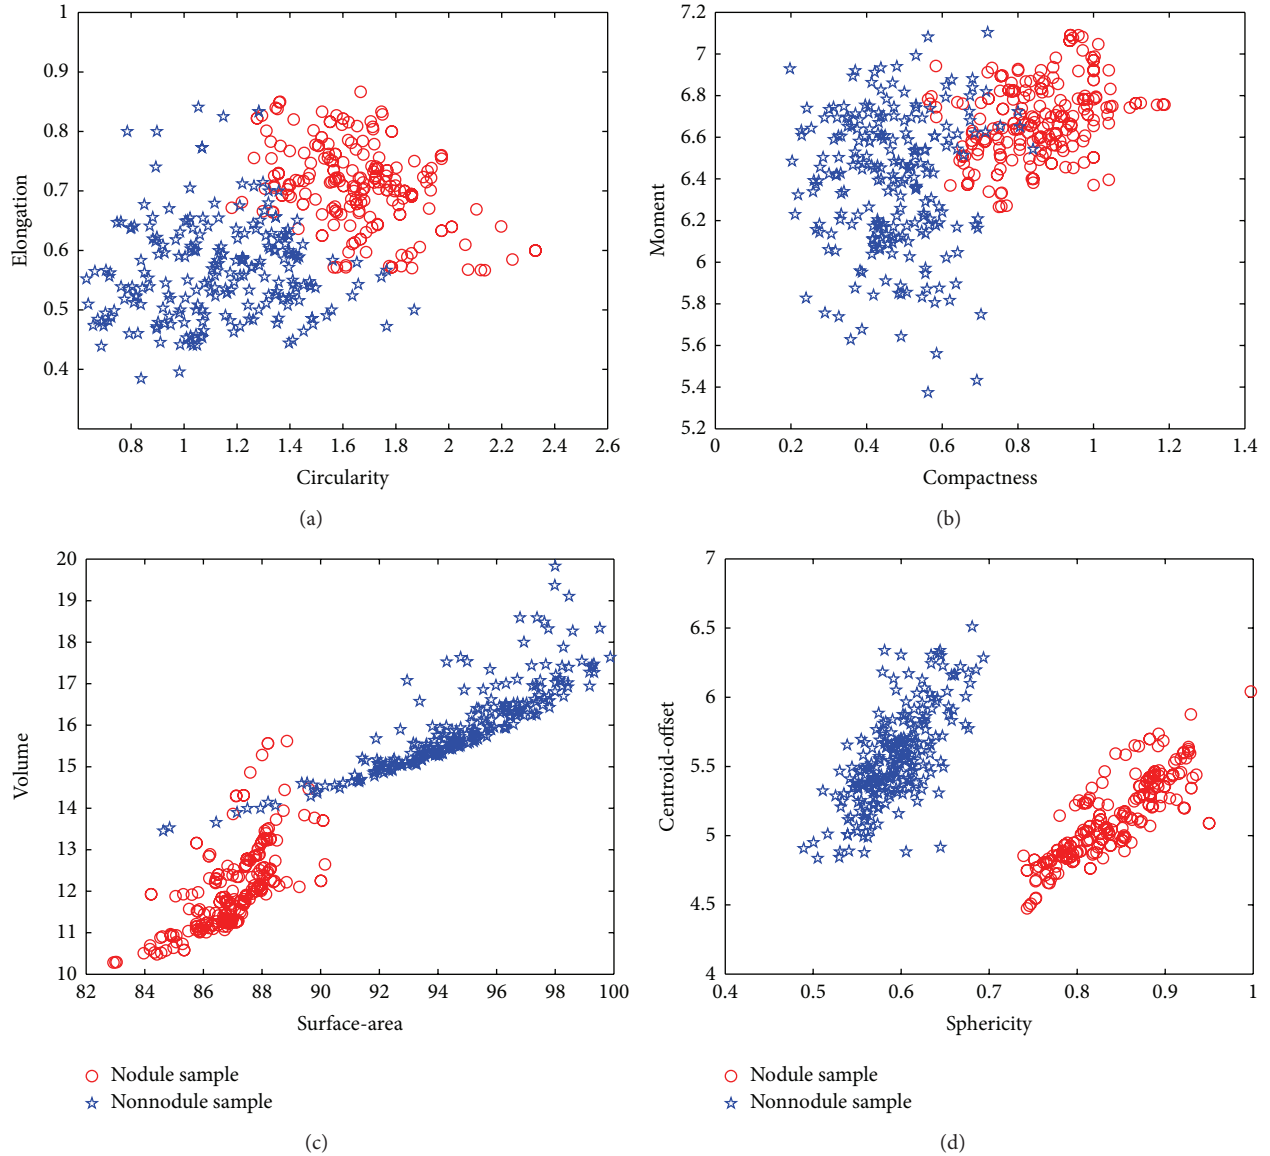 1
0.9
0.8
0.7
0.6
0.5
0.4
Elongation
0.8 1 1.2 1.4 1.6 1.8 2 2.2 2.4 2.6
Circularity
(a)
7.2
7
6.8
6.6
6.4
6.2
6
5.8
5.6
5.4
5.2
Moment
0 0.2 0.4 0.6 0.8 1 1.2 1.4
Compactness
(b)
20
19
18
17
16
15
14
13
12
11
10
Volume
82 84 86 88 90 92 94 96 98 100
Surface-area
Nodule sample
Nonnodule sample
(c)
7
6.5
6
5.5
5
4.5
4
Centroid-offset
0.4 0.5 0.6 0.7 0.8 0.9 1
Sphericity
Nodule sample
Nonnodule sample
(d)